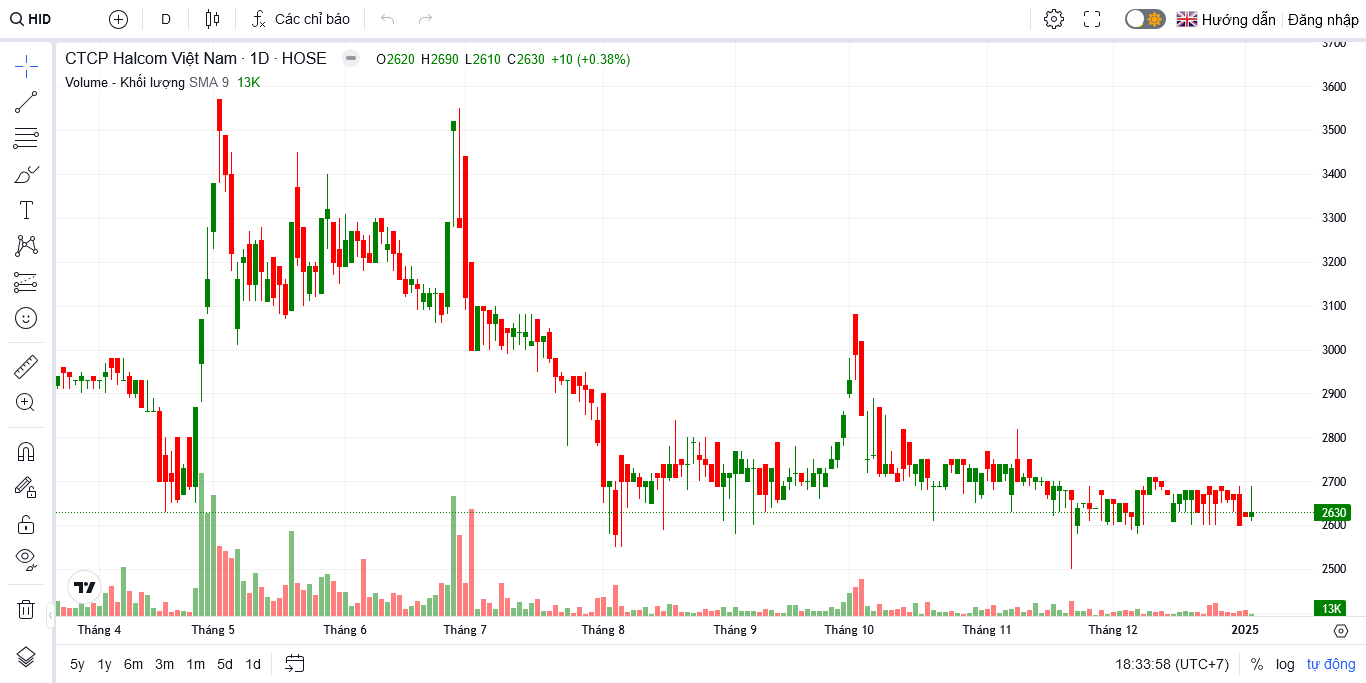 HID D Các chỉ báo Hướng dẫn Đăng nhập
CTCP Halcom Việt Nam · 1D · HOSE O2620 H2690 L2610 C2630 +10 (+0.38%)
Volume - Khối lượng SMA 9 13K
3700
3600
3500
3400
3300
3200
3100
3000
2900
2800
2700
2630
2600
2500
13K
Tháng 4 Tháng 5 Tháng 6 Tháng 7 Tháng 8 Tháng 9 Tháng 10 Tháng 11 Tháng 12 2025
5y 1y 6m 3m 1m 5d 1d 18:33:58 (UTC+7) % log tự động